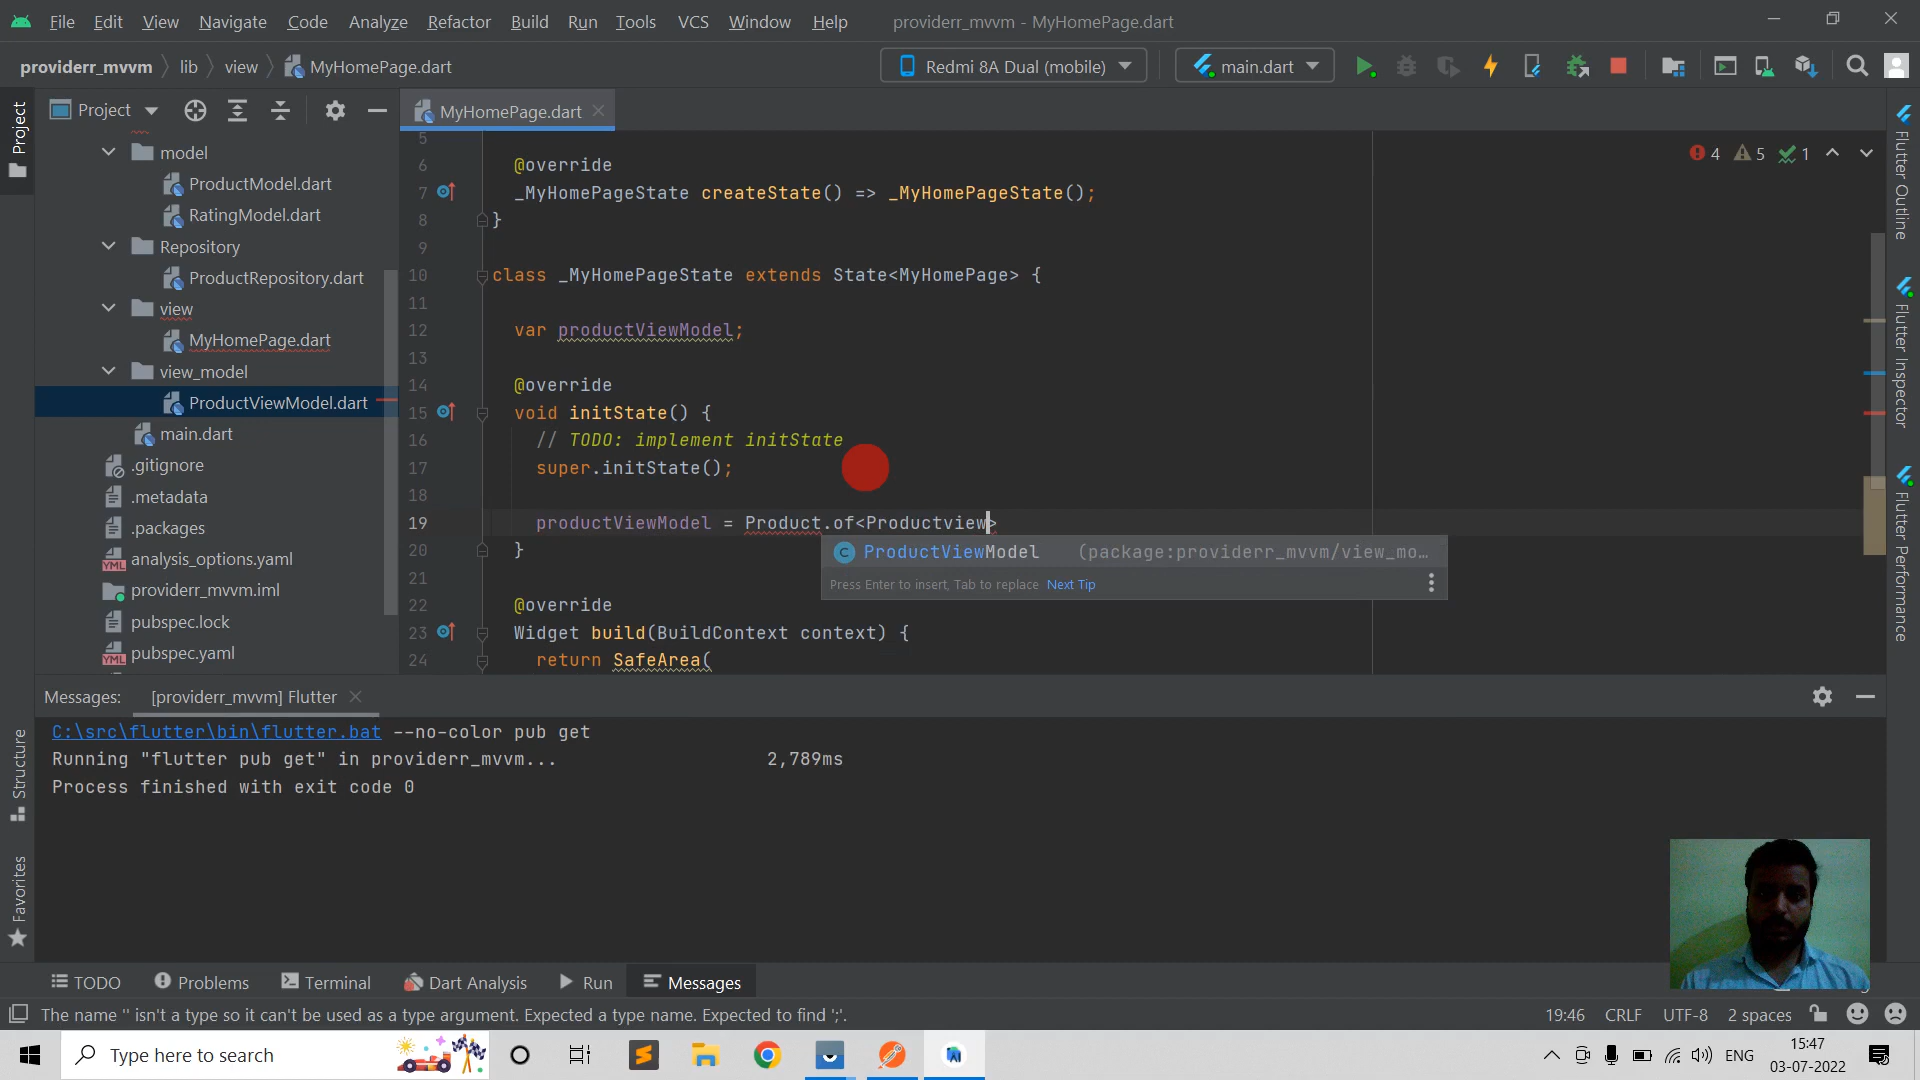 File Edit View Navigate Code Analyze Refactor Build Run Tools VCS Window Help providerr_mvvm - MyHomePage.dart
providerr_mvvm lib view MyHomePage.dart Redmi 8A Dual (mobile) main.dart
Project
Project
model
ProductModel.dart
RatingModel.dart
Repository
ProductRepository.dart
view
MyHomePage.dart
view_model
ProductViewModel.dart
main.dart
.gitignore
.metadata
.packages
analysis_options.yaml
providerr_mvvm.iml
pubspec.lock
pubspec.yaml
MyHomePage.dart
4 5 1
5
6 @override
7 _MyHomePageState createState() => _MyHomePageState();
8 }
9
10 class _MyHomePageState extends State<MyHomePage> {
11
12 var productViewModel;
13
14 @override
15 void initState() {
16 // TODO: implement initState
17 super.initState();
18
19 productViewModel = Product.of<Productview>
20 }
21
22 @override
23 Widget build(BuildContext context) {
24 return SafeArea(
ProductViewModel (package:providerr_mvvm/view_mo…
Press Enter to insert, Tab to replace Next Tip
Flutter Outline
Flutter Inspector
Flutter Performance
Structure
Favorites
Messages: [providerr_mvvm] Flutter
C:\src\flutter\bin\flutter.bat --no-color pub get
Running "flutter pub get" in providerr_mvvm... 2,789ms
Process finished with exit code 0
TODO Problems Terminal Dart Analysis Run Messages
The name '' isn't a type so it can't be used as a type argument. Expected a type name. Expected to find ';'.
19:46 CRLF UTF-8 2 spaces
Type here to search
ENG
15:47
03-07-2022